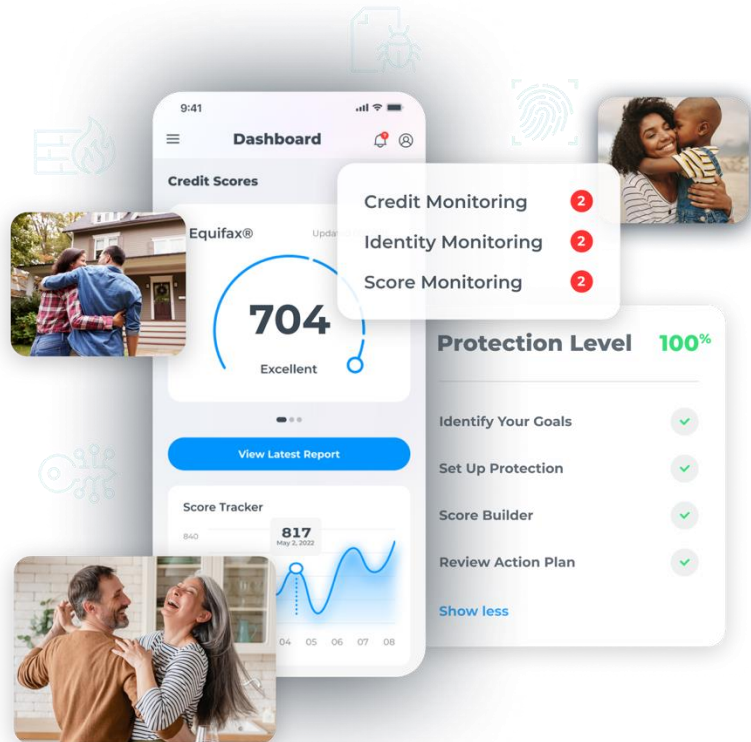 9:41
Dashboard
Credit Scores
Equifax®
704
Excellent
View Latest Report
Score Tracker
840
817
May 2, 2022
04 05 06 07 08
Credit Monitoring 2
Identity Monitoring 2
Score Monitoring 2
Protection Level 100%
Identify Your Goals
Set Up Protection
Score Builder
Review Action Plan
Show less